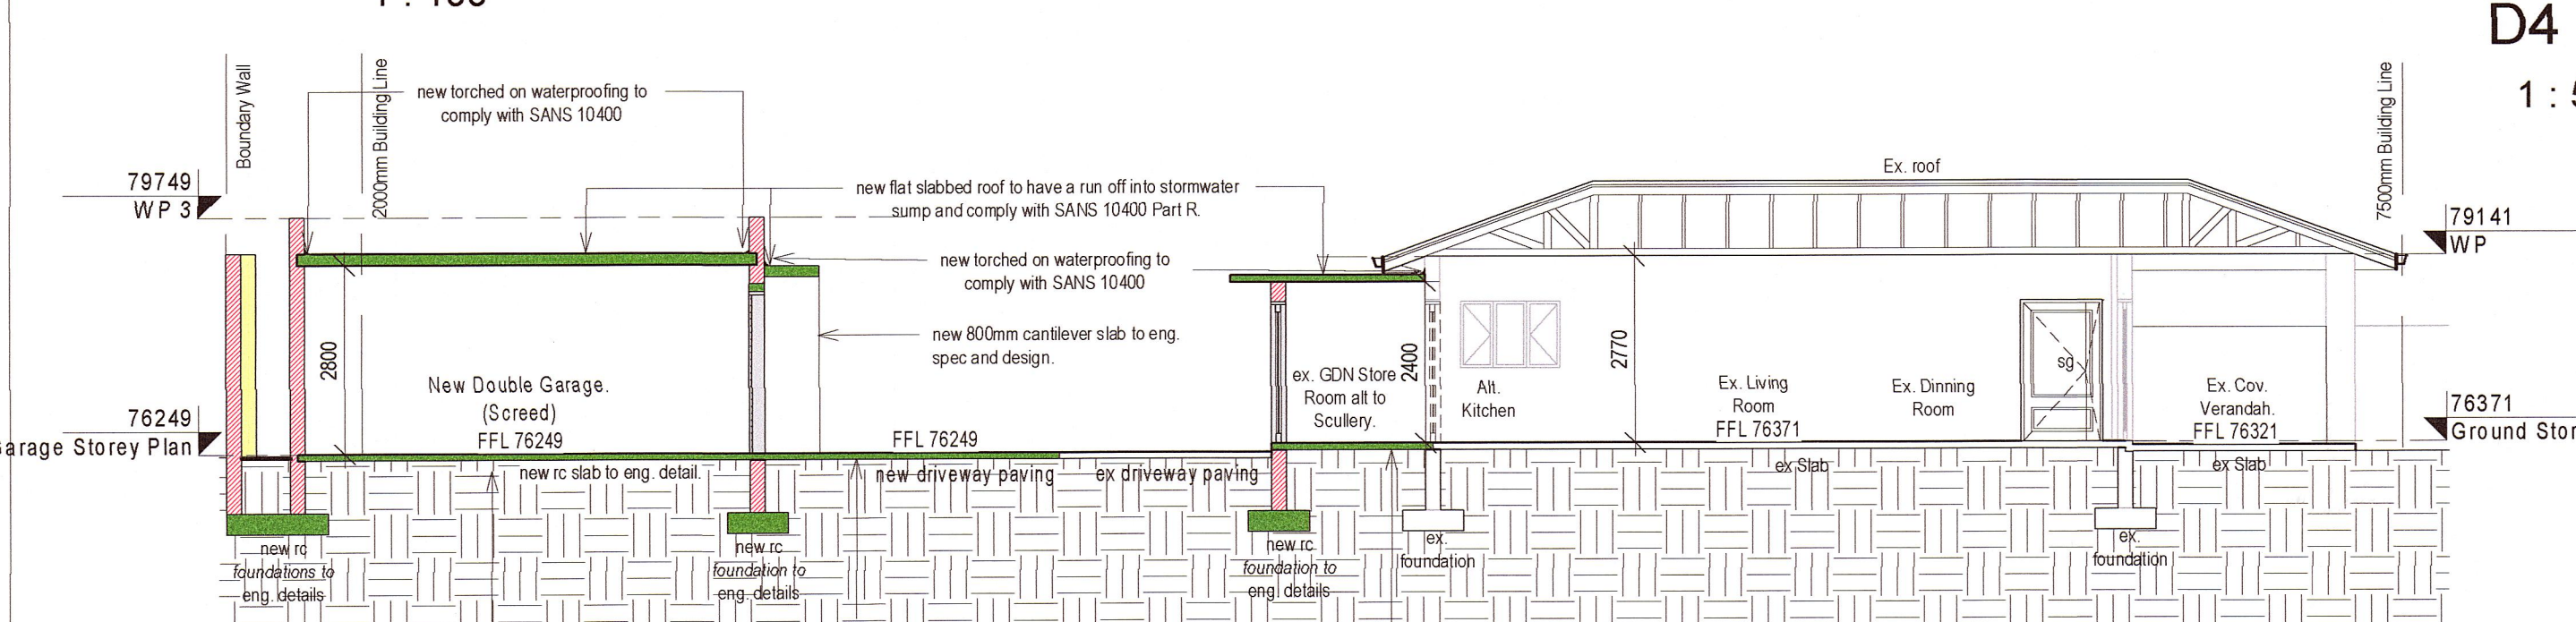 D4
Boundary Wall
2000mm Building Line
new torched on waterproofing to
comply with SANS 10400
79749
WP 3
new flat slabbed roof to have a run off into stormwater
sump and comply with SANS 10400 Part R.
new torched on waterproofing to
comply with SANS 10400
new 800mm cantilever slab to eng.
spec and design.
Ex. roof
7500mm Building Line
79141
WP
2800
New Double Garage.
(Screed)
FFL 76249
76249
arage Storey Plan
FFL 76249
new rc slab to eng. detail.
new driveway paving
ex driveway paving
ex. GDN Store
Room alt to
Scullery.
2400
Alt.
Kitchen
2770
Ex. Living
Room
FFL 76371
Ex. Dinning
Room
sg
Ex. Cov.
Verandah.
FFL 76321
76371
Ground Stor
ex Slab
ex Slab
new rc
foundations to
eng. details
new rc
foundation to
eng. details
new rc
foundation to
eng. details
ex.
foundation
ex.
foundation